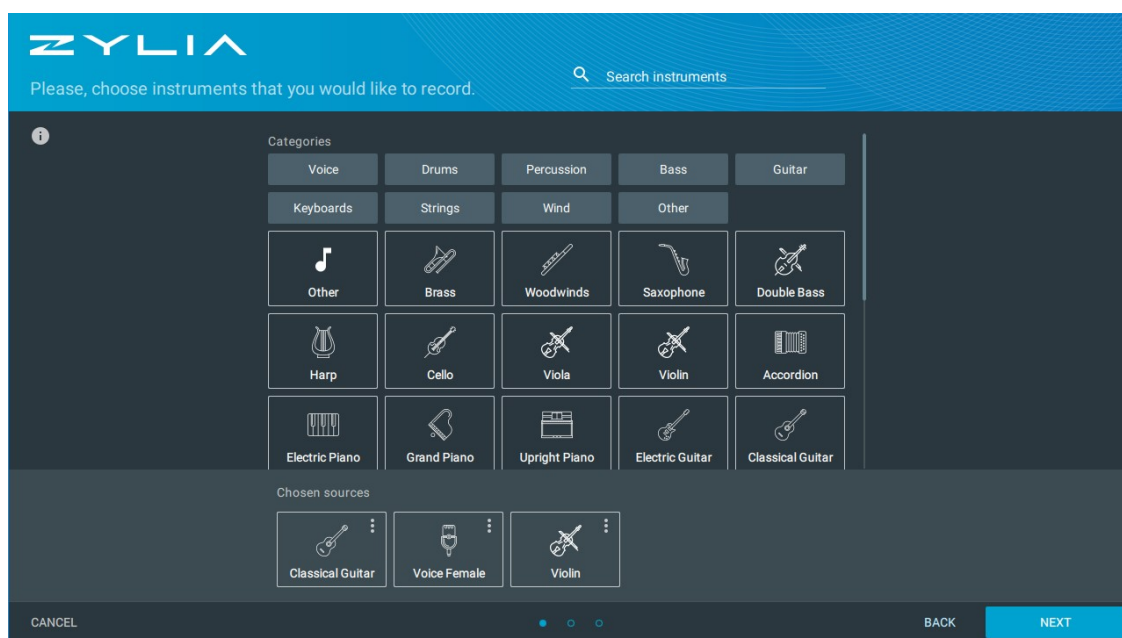 ZYLIA
Please, choose instruments that you would like to record.
Search instruments
Categories
Voice Drums Percussion Bass Guitar
Keyboards Strings Wind Other
Other Brass Woodwinds Saxophone Double Bass
Harp Cello Viola Violin Accordion
Electric Piano Grand Piano Upright Piano Electric Guitar Classical Guitar
Chosen sources
Classical Guitar Voice Female Violin
CANCEL BACK NEXT